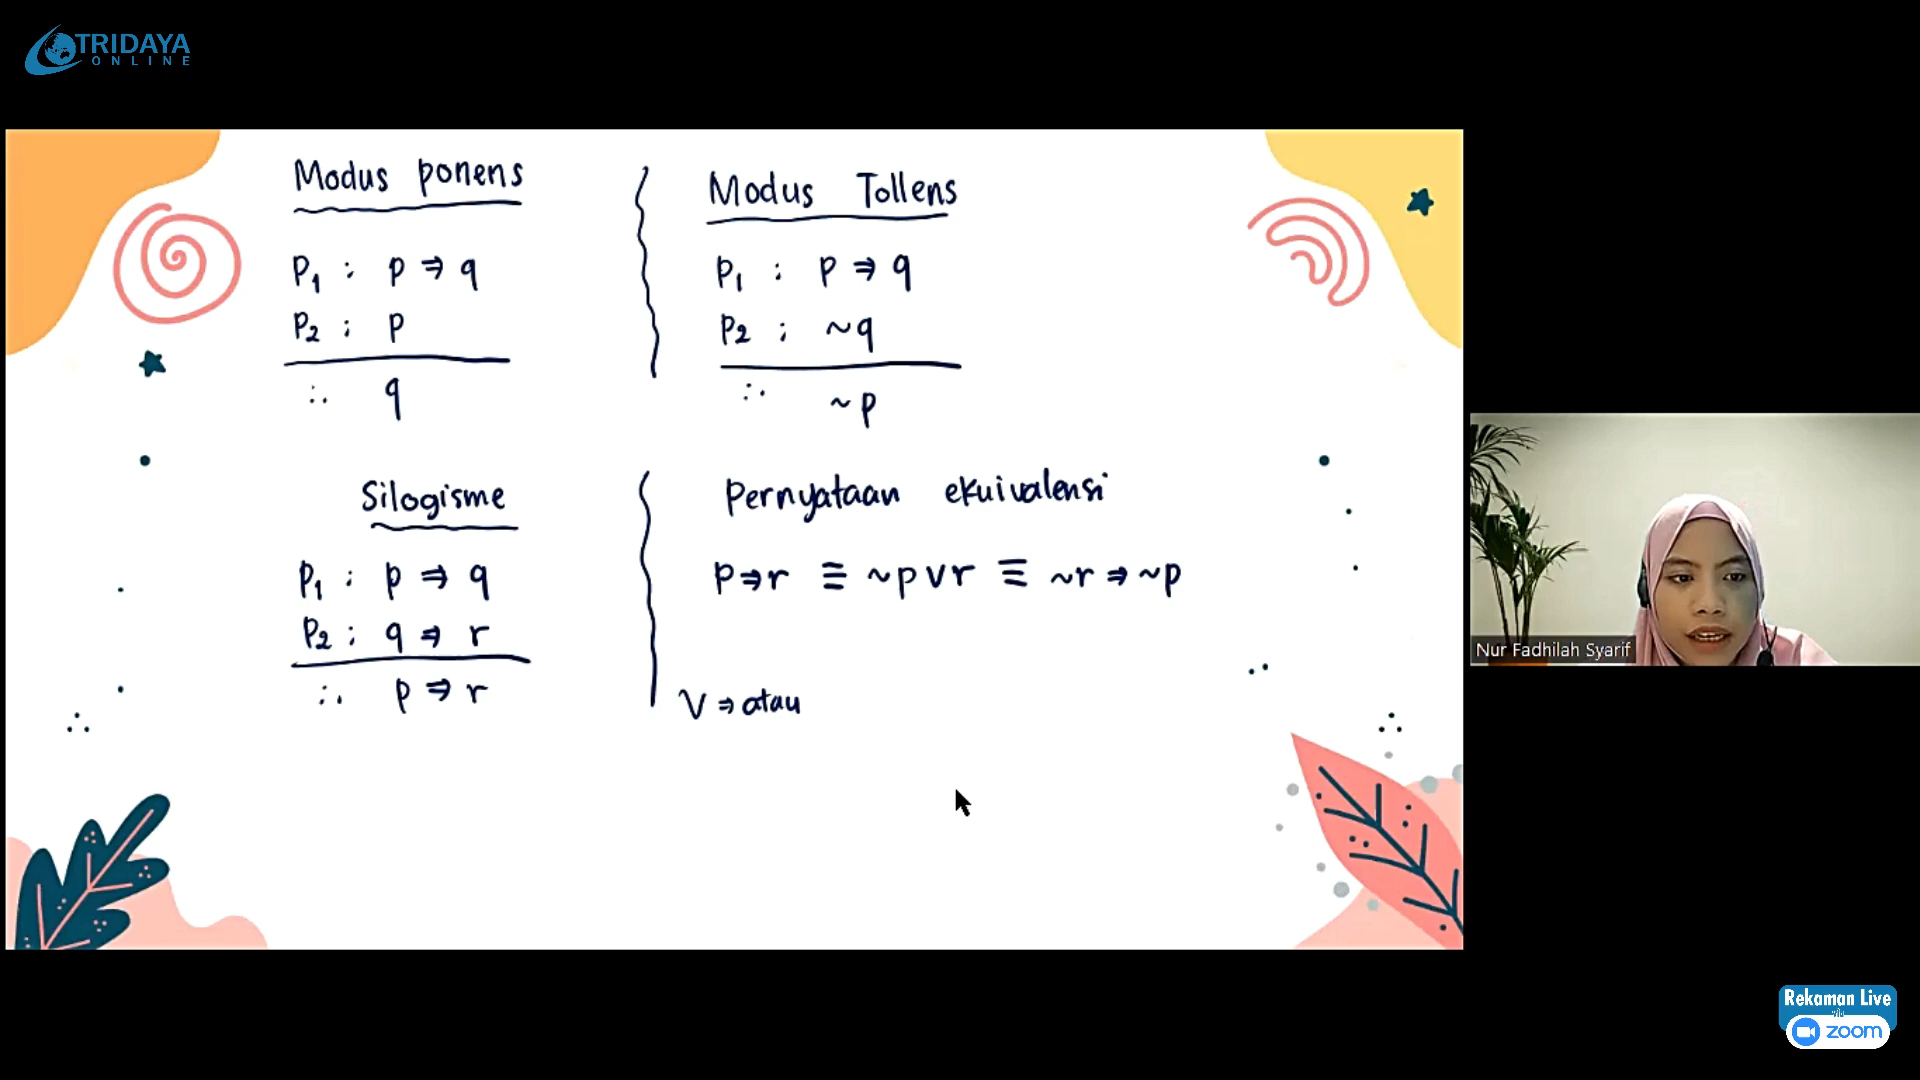 TRIDAYA
ONLINE
Modus ponens
P₁ : p ⇒ q
P₂ : p
∴ q
Modus Tollens
P₁ : p ⇒ q
P₂ : ~q
∴ ~p
Silogisme
P₁ : p ⇒ q
P₂ : q ⇒ r
∴ p ⇒ r
Pernyataan ekuivalensi
p⇒r ≡ ~p∨r ≡ ~r⇒~p
V ⇒ atau
Nur Fadhilah Syarif
Rekaman Live
via
zoom